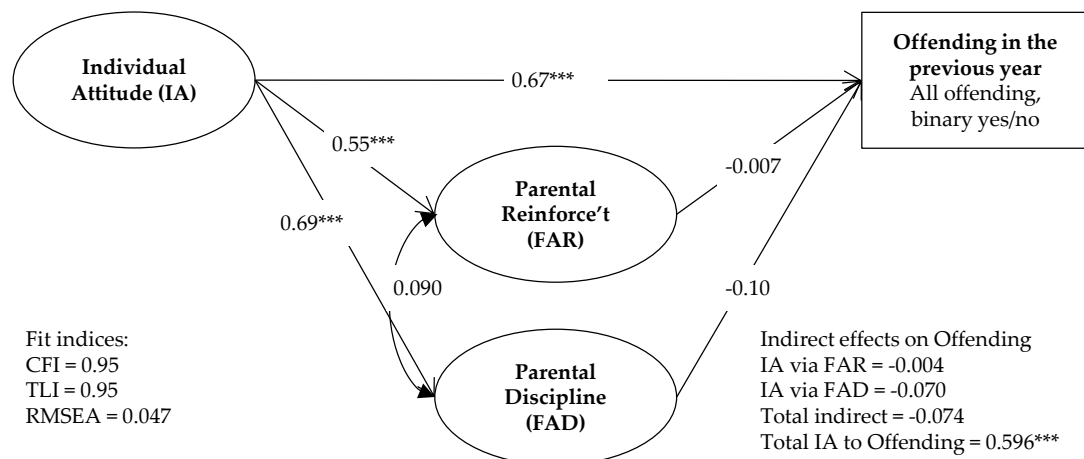 Individual
Attitude (IA)
Offending in the
previous year
All offending,
binary yes/no
0.67***
0.55***
-0.007
Parental
Reinforce't
(FAR)
0.69***
0.090
-0.10
Parental
Discipline
(FAD)
Fit indices:
CFI = 0.95
TLI = 0.95
RMSEA = 0.047
Indirect effects on Offending
IA via FAR = -0.004
IA via FAD = -0.070
Total indirect = -0.074
Total IA to Offending = 0.596***